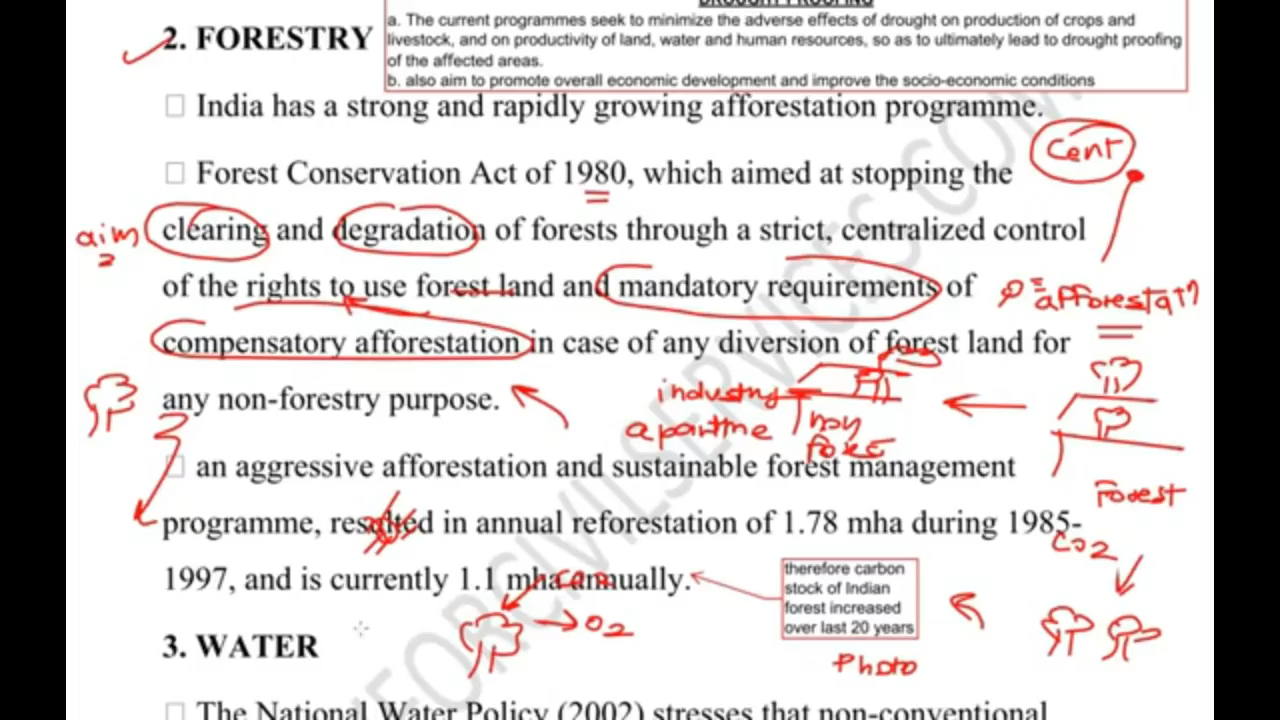 DROUGHT PROOFING
a. The current programmes seek to minimize the adverse effects of drought on production of crops and
livestock, and on productivity of land, water and human resources, so as to ultimately lead to drought proofing
of the affected areas.
b. also aim to promote overall economic development and improve the socio-economic conditions
2. FORESTRY
India has a strong and rapidly growing afforestation programme.
Cent
Forest Conservation Act of 1980, which aimed at stopping the
aim
clearing and degradation of forests through a strict, centralized control
of the rights to use forest land and mandatory requirements of
afforestatin
compensatory afforestation in case of any diversion of forest land for
any non-forestry purpose.
industry
apartme
non
Forest
an aggressive afforestation and sustainable forest management
programme, resulted in annual reforestation of 1.78 mha during 1985-
CO2
1997, and is currently 1.1 mha annually.
therefore carbon
stock of Indian
forest increased
over last 20 years
O2
Photo
3. WATER
The National Water Policy (2002) stresses that non-conventional
FORCIVILSERVICES.COM